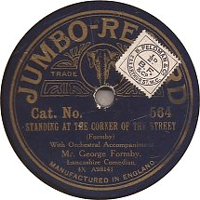 JUMBO-RECORD
TRADE
Cat. No. 564
STANDING AT THE CORNER OF THE STREET
(Formby)
With Orchestral Accompaniment
Mr. George Formby,
Lancashire Comedian.
MANUFACTURED IN ENGLAND.